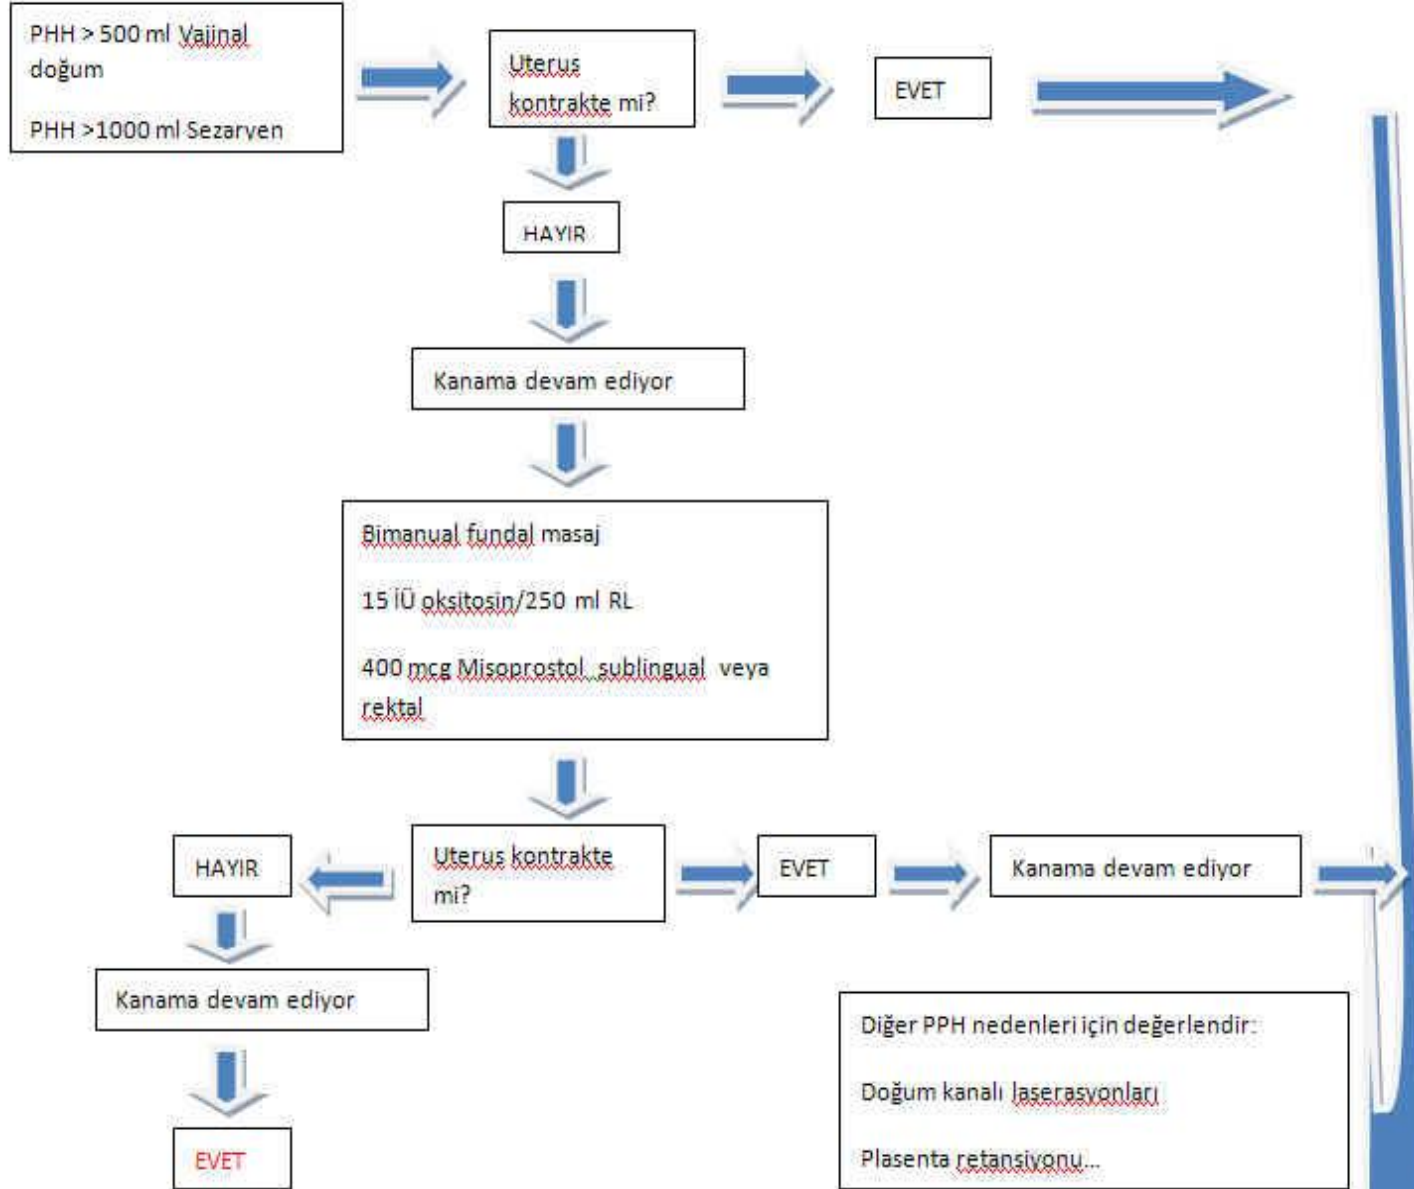 PHH > 500 ml Vajinal
doğum
PHH >1000 ml Sezaryen
Uterus
kontrakte mi?
EVET
HAYIR
Kanama devam ediyor
Bimanual fundal masaj
15 İÜ oksitosin/250 ml RL
400 mcg Misoprostol sublingual veya
rektal
Uterus kontrakte
mi?
HAYIR
EVET
Kanama devam ediyor
Kanama devam ediyor
EVET
Diğer PPH nedenleri için değerlendir:
Doğum kanalı laserasyonları
Plasenta retansiyonu...